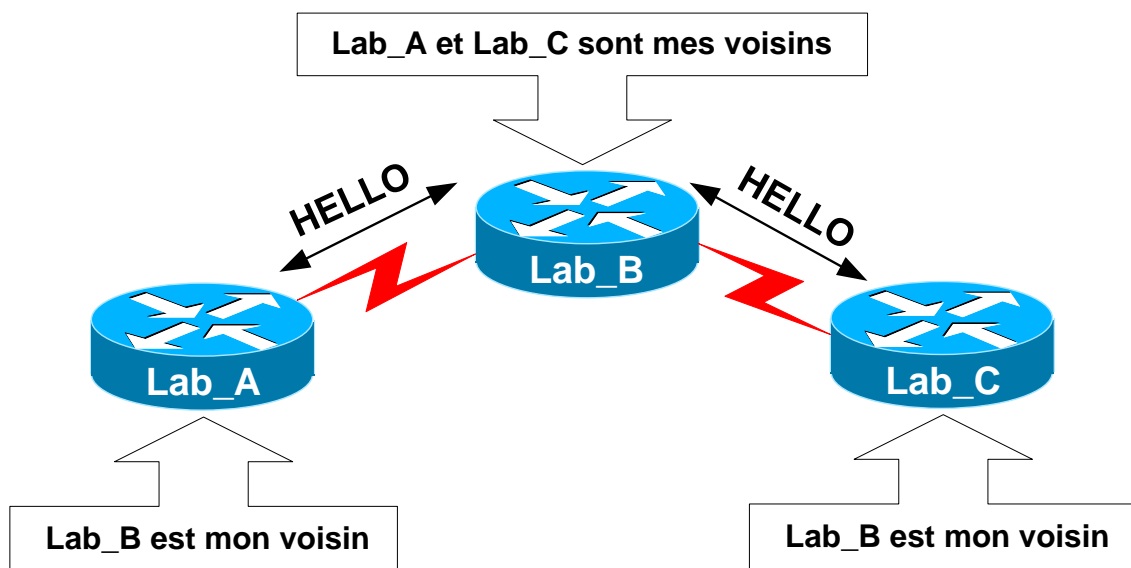 Lab_A et Lab_C sont mes voisins
HELLO
HELLO
Lab_B
Lab_A
Lab_C
Lab_B est mon voisin
Lab_B est mon voisin